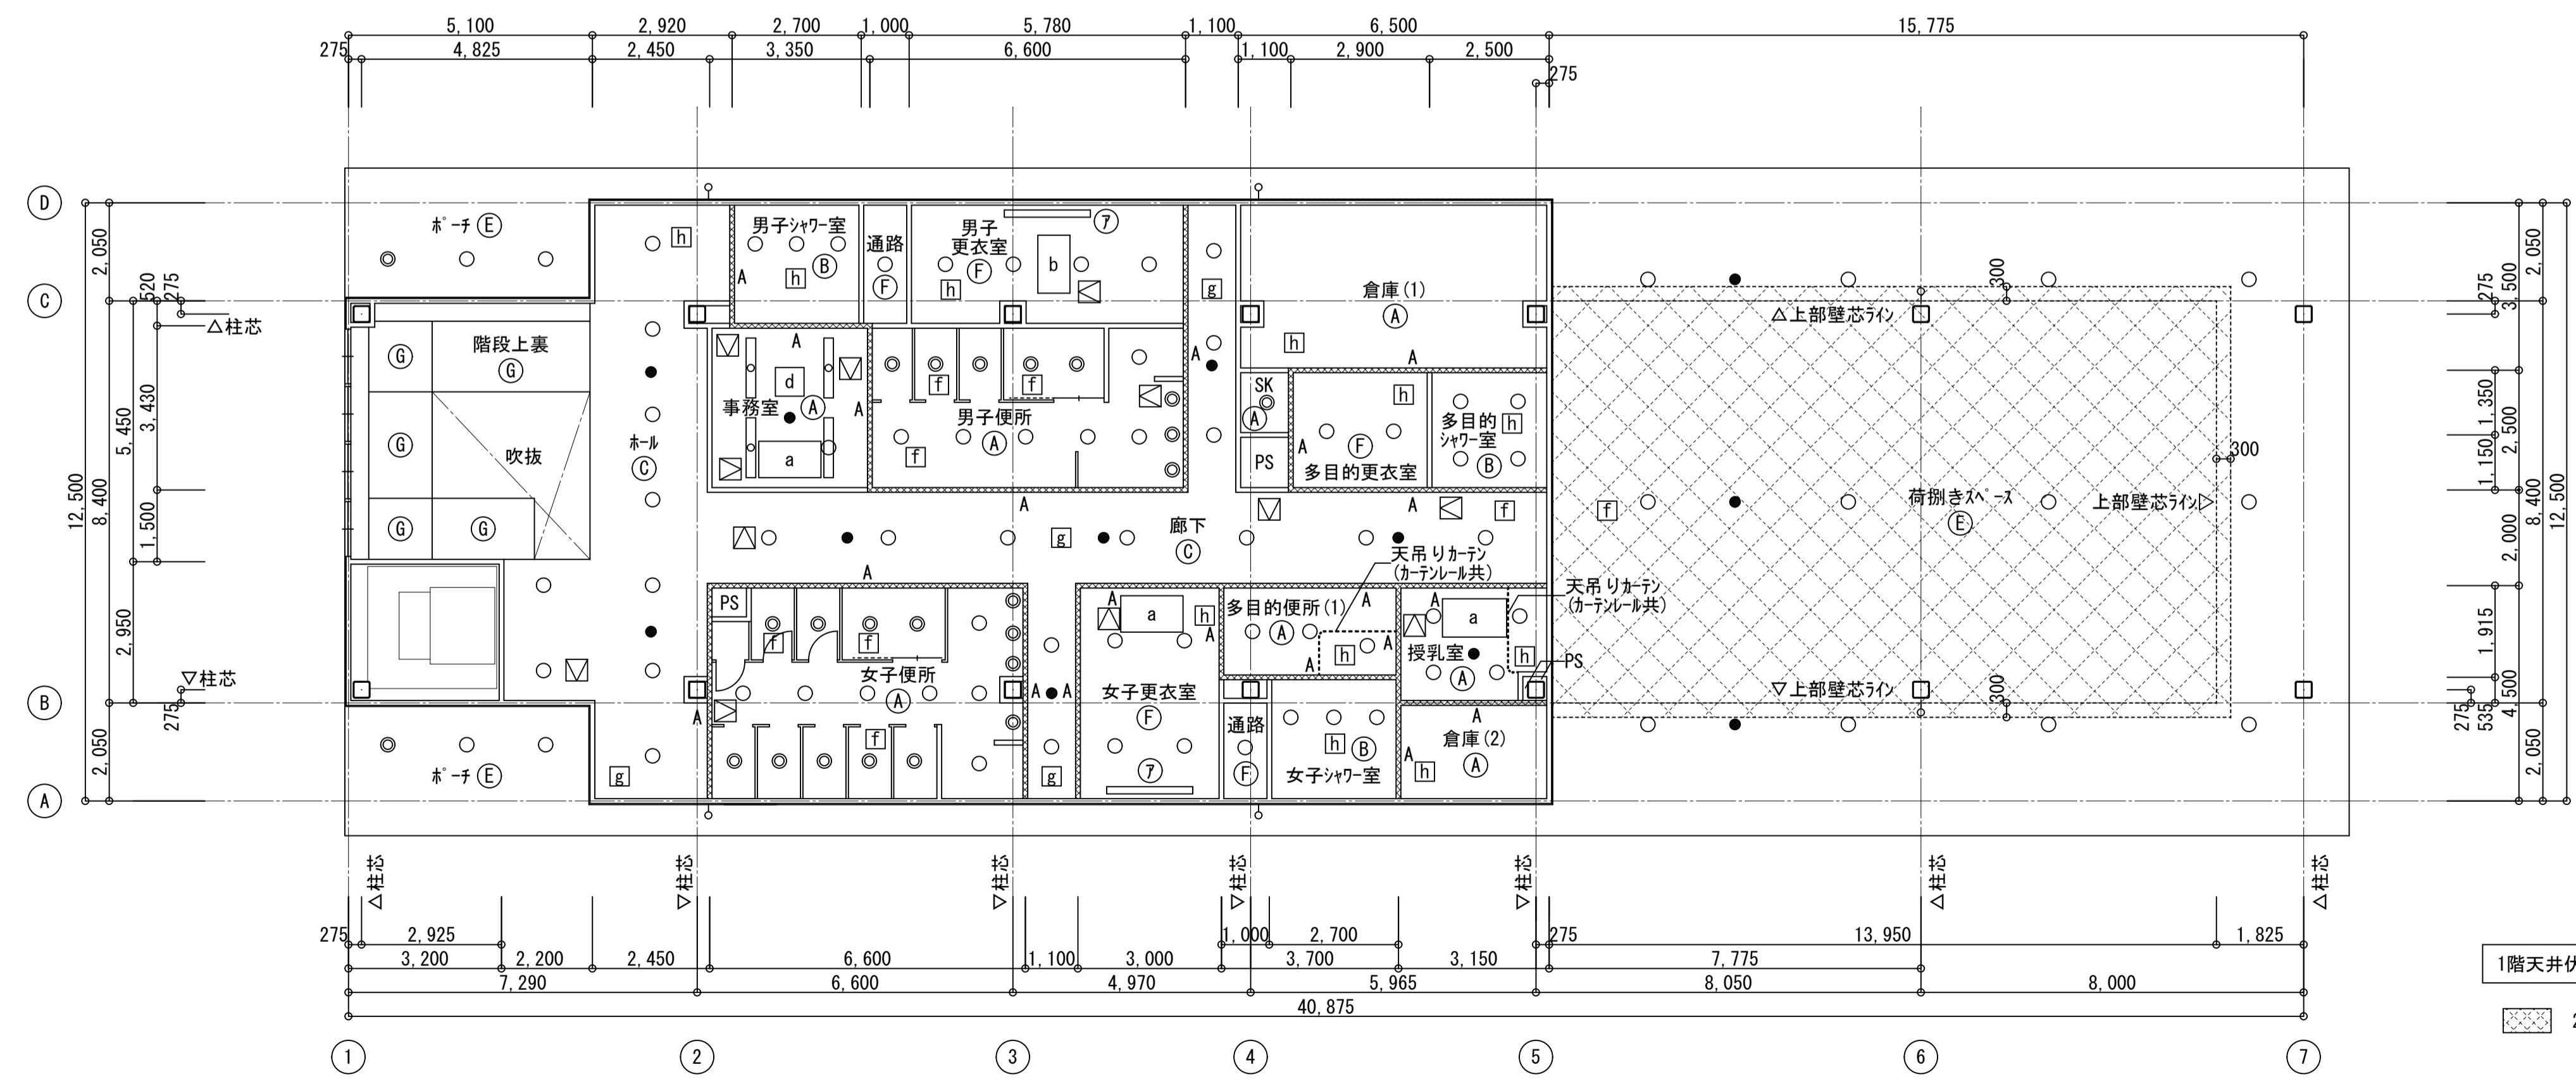 5,100 2,920 2,700 1,000 5,780 1,100 6,500 15,775
275 4,825 2,450 3,350 6,600 1,100 2,900 2,500
275
D
C
B
A
12,500
2,050
8,400
2,050
5,450
2,950
520
3,430
1,500
275
△柱芯
▽柱芯
275
ポーチ E
男子シャワー室
B
h
A
通路
F
男子
更衣室
F
h
b
ア
h
g
倉庫(1)
A
h
A
階段上裏
G
G
G
G
G
吹抜
ホール
C
事務室 A
A
d
a
A
男子便所
A
f
f
f
A
SK
A
PS
A
F
多目的更衣室
h
多目的
シャワー室
B
h
A
A
廊下
C
g
f
f
天吊りカーテン
(カーテンレール共)
天吊りカーテン
(カーテンレール共)
荷捌きスペース
E
△上部壁芯ライン
上部壁芯ライン▷
▽上部壁芯ライン
300
300
300
A
PS
f
f
女子便所
A
f
A
A
A
g
A
a
h
A
女子更衣室
F
ア
多目的便所(1)
A
A
A
A
h
通路
F
h
B
女子シャワー室
A
a
授乳室
A
h
PS
A
倉庫(2)
A
A
h
ポーチ E
g
275
3,500
1,350
1,150
2,500
2,000
1,915
4,500
275
535
2,050
8,400
2,050
12,500
△柱芯
▽柱芯
▽柱芯
▽柱芯
▽柱芯
△柱芯
△柱芯
275 2,925 1,000 2,700 275 13,950 1,825
3,200 2,200 2,450 6,600 1,100 3,000 3,700 3,150 7,775
7,290 6,600 4,970 5,965 8,050 8,000
40,875
1 2 3 4 5 6 7
1階天井伏